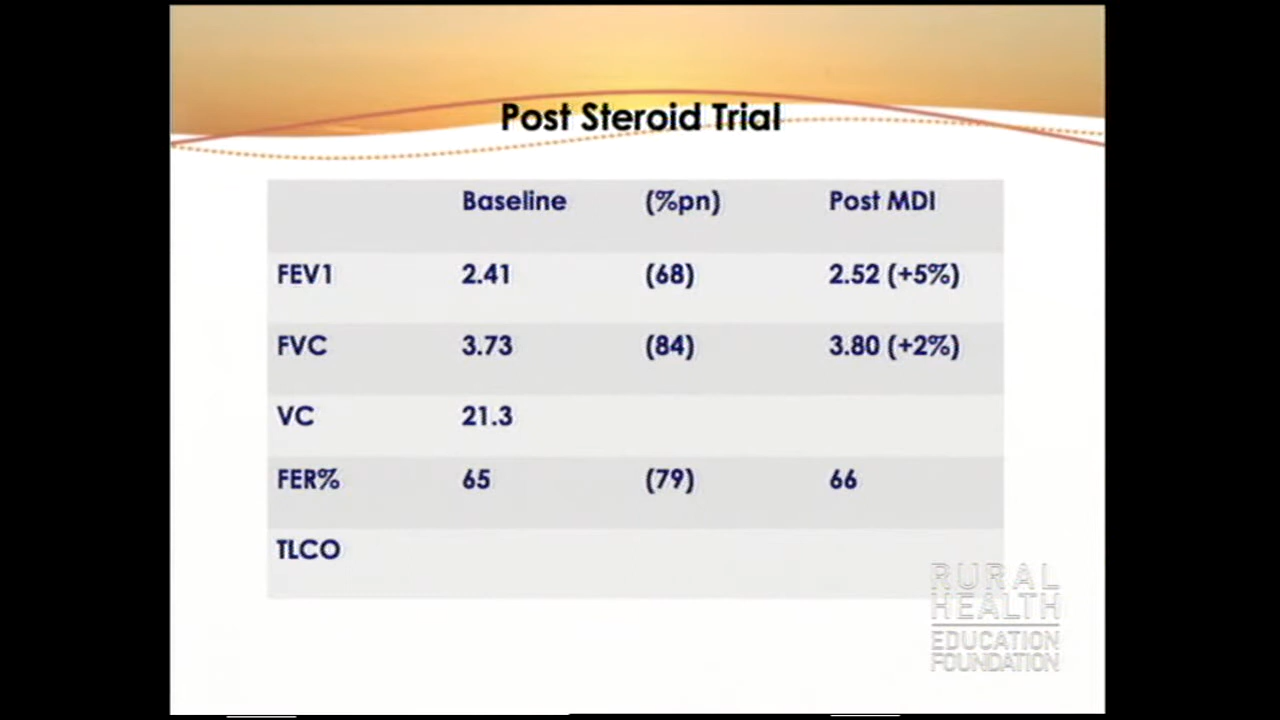 Post Steroid Trial
Baseline (%pn) Post MDI
FEV1 2.41 (68) 2.52 (+5%)
FVC 3.73 (84) 3.80 (+2%)
VC 21.3
FER% 65 (79) 66
TLCO
RURAL
HEALTH
EDUCATION
FOUNDATION